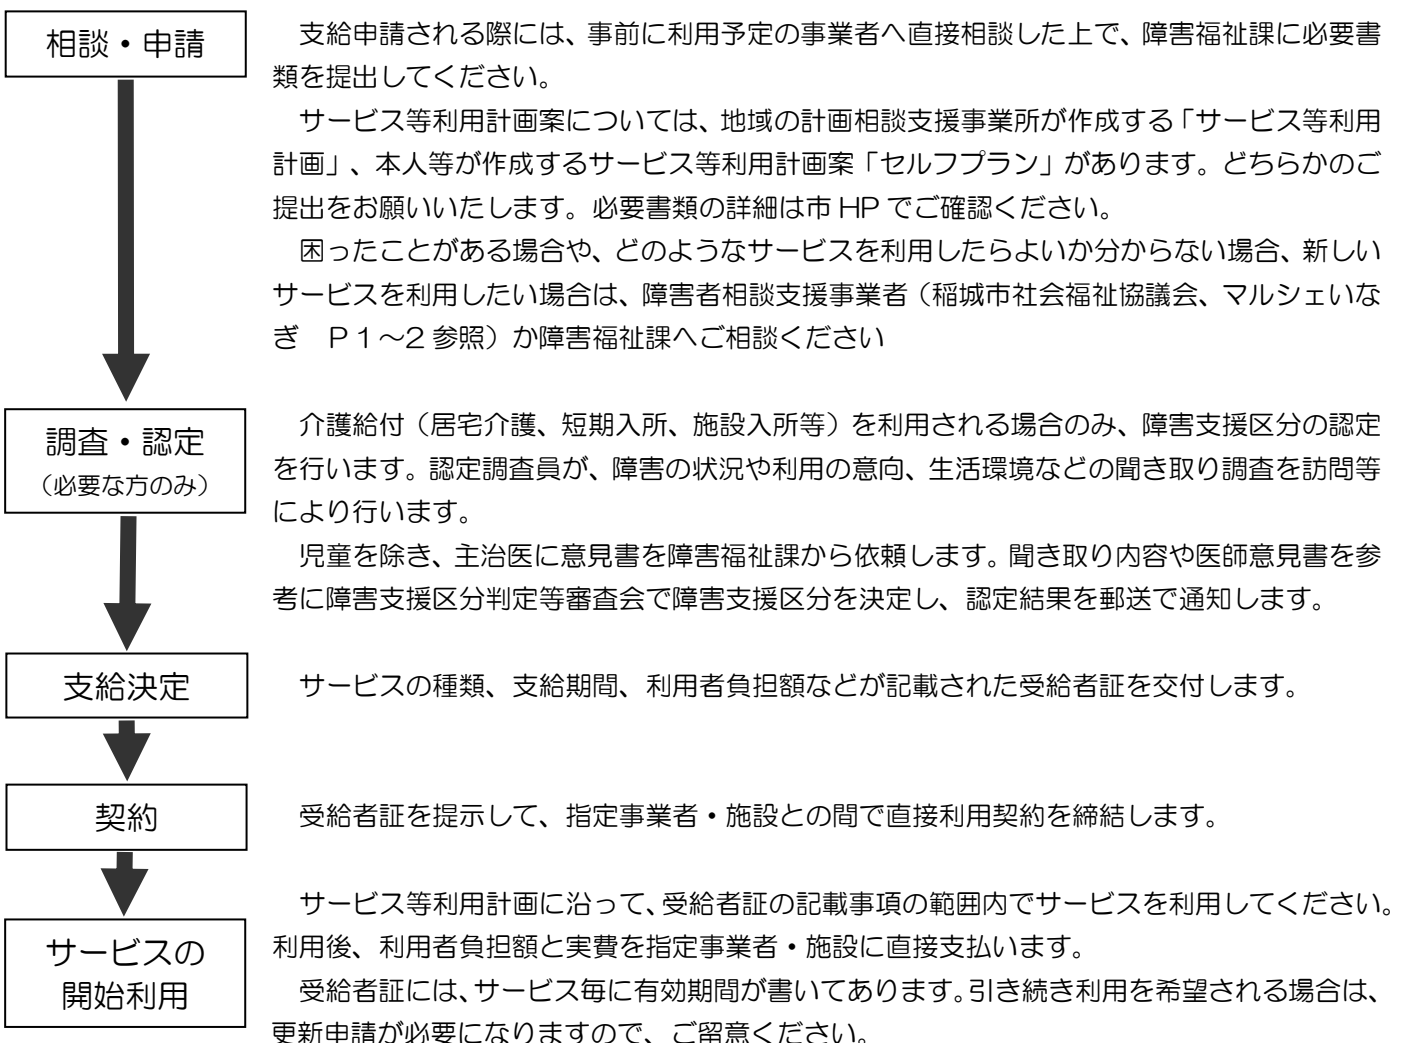 相談・申請
支給申請される際には、事前に利用予定の事業者へ直接相談した上で、障害福祉課に必要書
類を提出してください。
サービス等利用計画案については、地域の計画相談支援事業所が作成する「サービス等利用
計画」、本人等が作成するサービス等利用計画案「セルフプラン」があります。どちらかのご
提出をお願いいたします。必要書類の詳細は市 HP でご確認ください。
困ったことがある場合や、どのようなサービスを利用したらよいか分からない場合、新しい
サービスを利用したい場合は、障害者相談支援事業者（稲城市社会福祉協議会、マルシェいな
ぎ　P１～2 参照）か障害福祉課へご相談ください
調査・認定
（必要な方のみ）
介護給付（居宅介護、短期入所、施設入所等）を利用される場合のみ、障害支援区分の認定
を行います。認定調査員が、障害の状況や利用の意向、生活環境などの聞き取り調査を訪問等
により行います。
児童を除き、主治医に意見書を障害福祉課から依頼します。聞き取り内容や医師意見書を参
考に障害支援区分判定等審査会で障害支援区分を決定し、認定結果を郵送で通知します。
支給決定
サービスの種類、支給期間、利用者負担額などが記載された受給者証を交付します。
契約
受給者証を提示して、指定事業者・施設との間で直接利用契約を締結します。
サービスの
開始利用
サービス等利用計画に沿って、受給者証の記載事項の範囲内でサービスを利用してください。
利用後、利用者負担額と実費を指定事業者・施設に直接支払います。
受給者証には、サービス毎に有効期間が書いてあります。引き続き利用を希望される場合は、
更新申請が必要になりますので、ご留意ください。